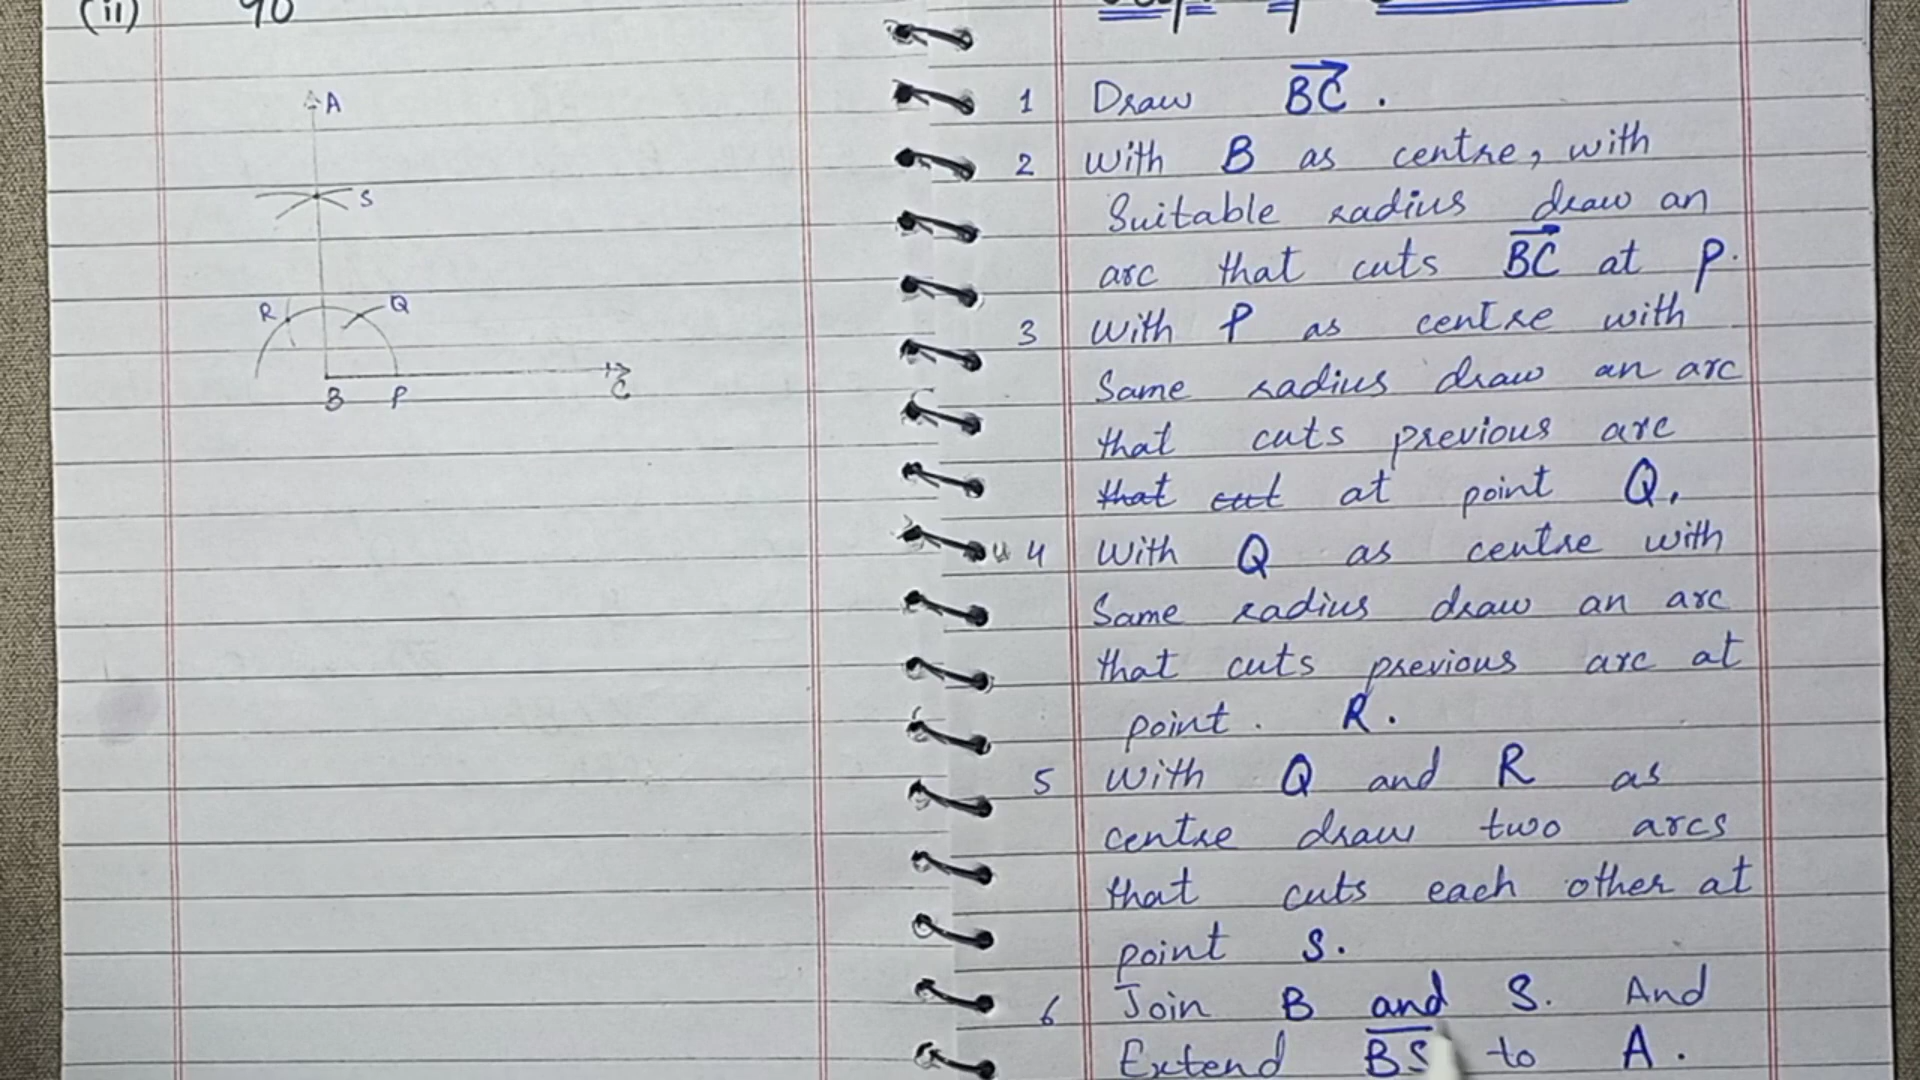 (ii) 90
A
S
R Q
B P C
1 Draw BC.
2 With B as centre, with
Suitable radius draw an
arc that cuts BC at P.
3 With P as centre with
Same radius draw an arc
that cuts previous arc
that cut at point Q.
4 With Q as centre with
Same radius draw an arc
that cuts previous arc at
point. R.
5 With Q and R as
centre draw two arcs
that cuts each other at
point S.
6 Join B and S. And
Extend BS to A.